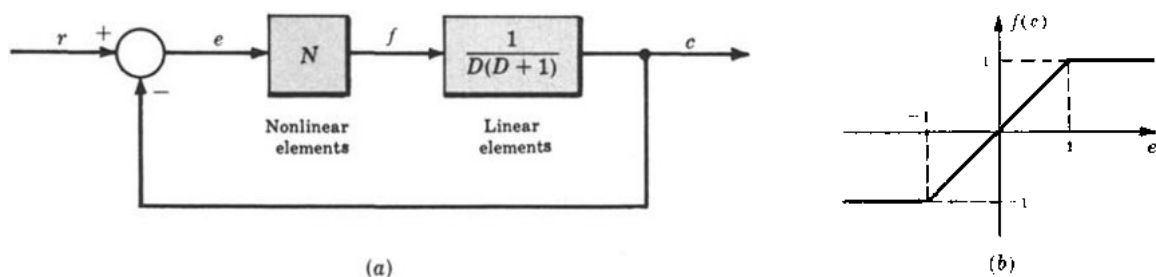 r + e N f 1 c
D(D + 1)
−
Nonlinear elements
Linear elements
(a)
f(e)
1
−1
1
e
−1
(b)